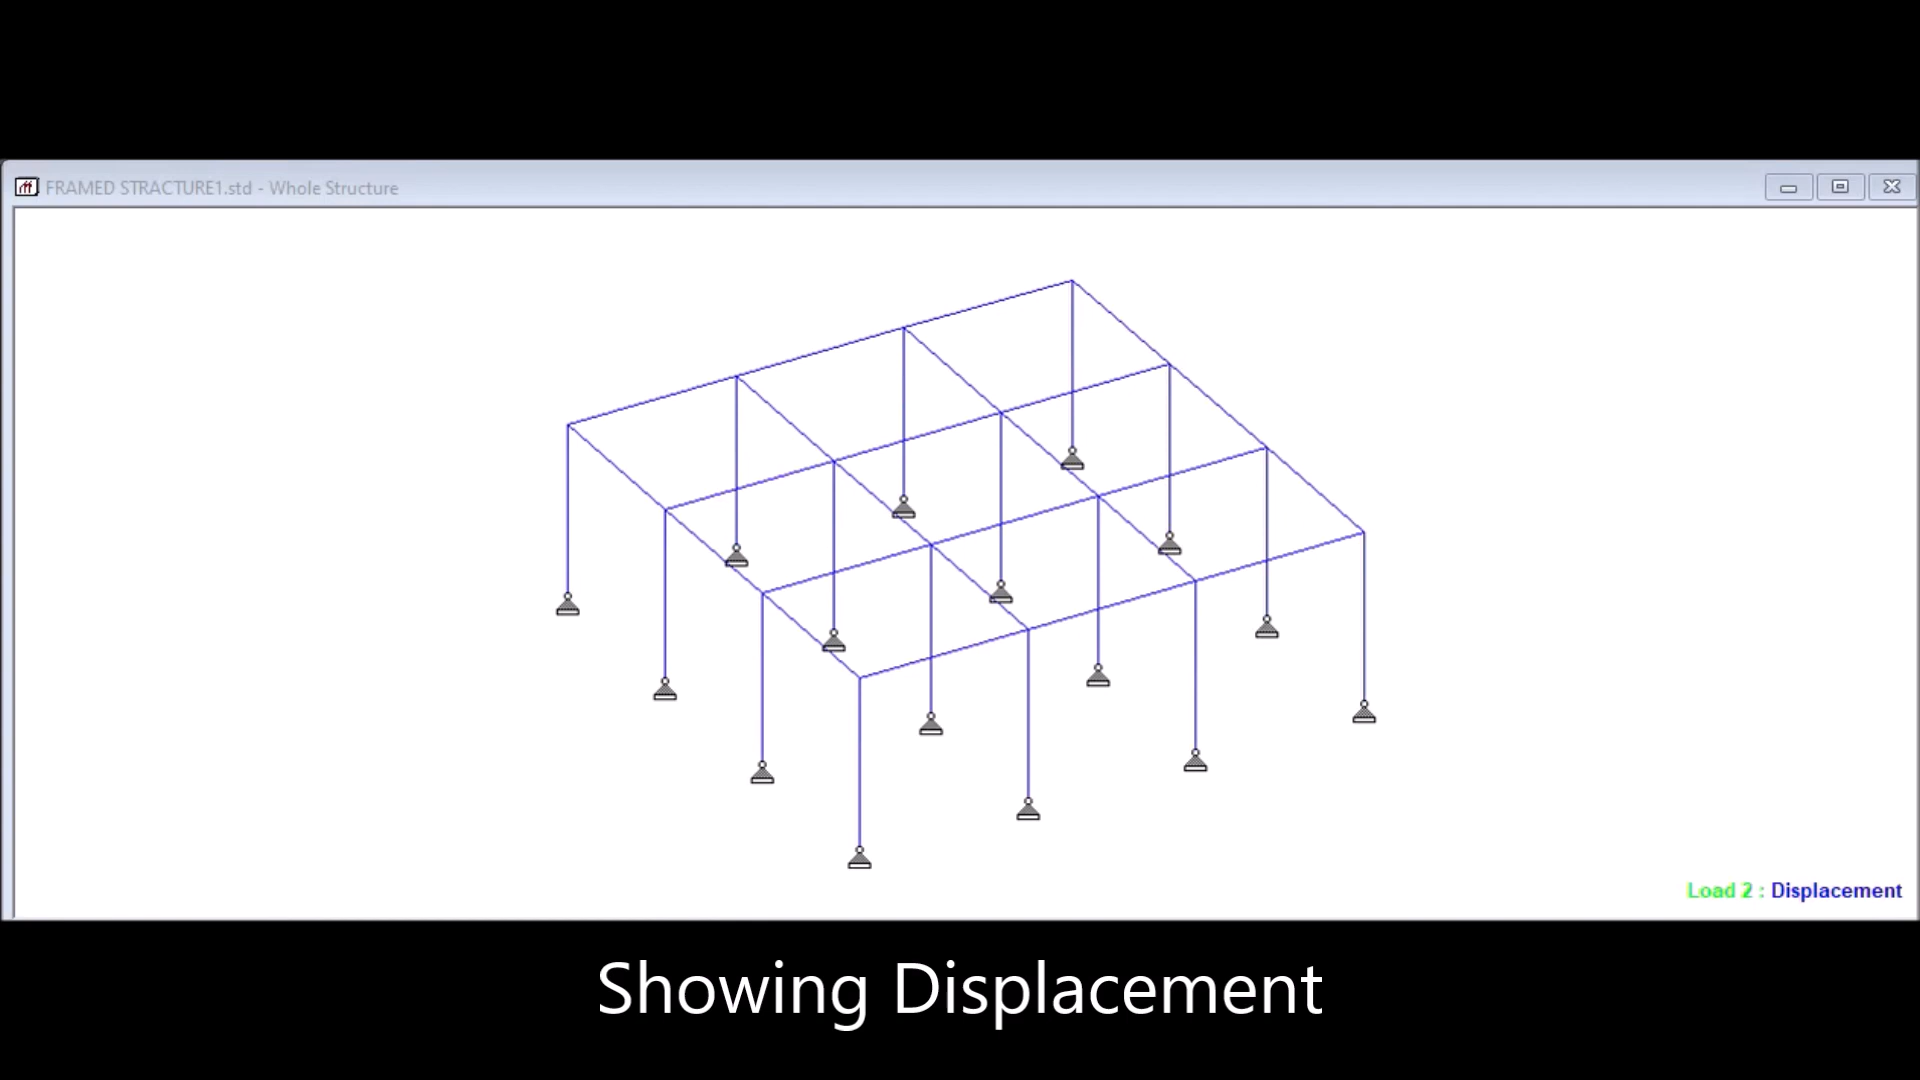 FRAMED STRACTURE1.std - Whole Structure
Load 2 : Displacement
Showing Displacement